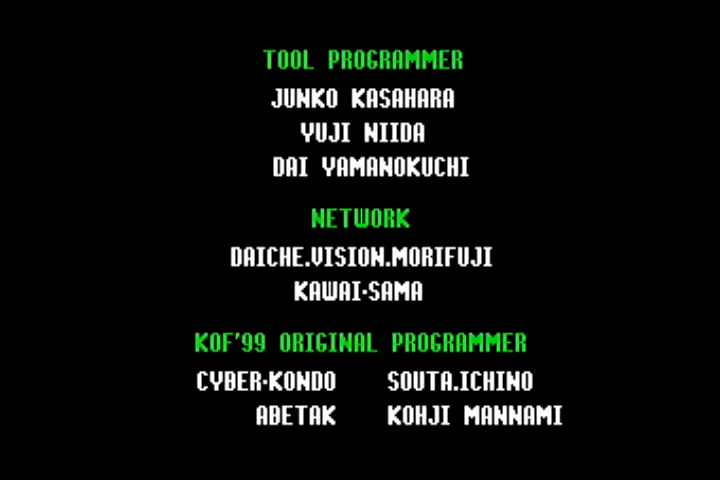 TOOL PROGRAMMER
JUNKO KASAHARA
YUJI NIIDA
DAI YAMANOKUCHI
NETWORK
DAICHE.VISION.MORIFUJI
KAWAI·SAMA
KOF'99 ORIGINAL PROGRAMMER
CYBER·KONDO SOUTA.ICHINO
ABETAK KOHJI MANNAMI